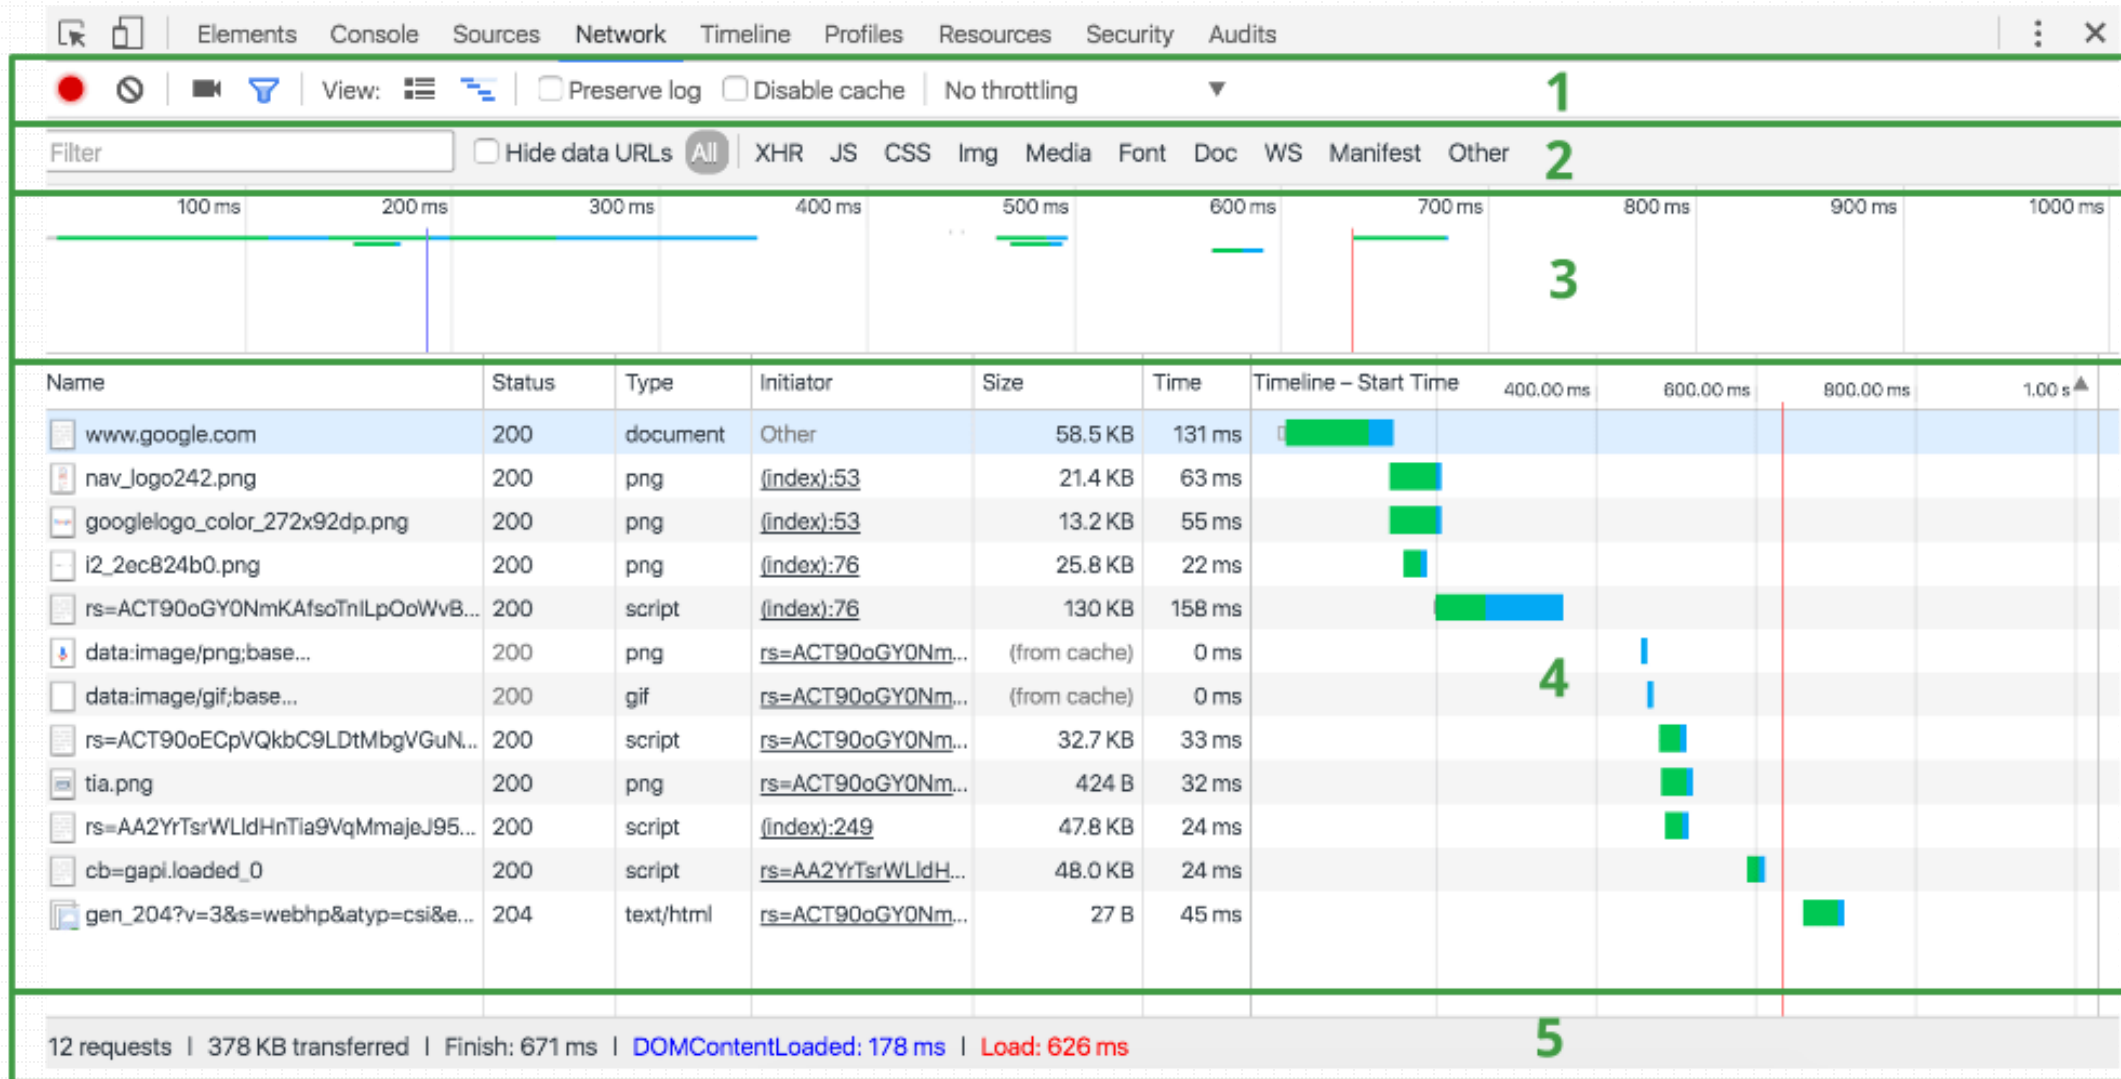 Elements Console Sources Network Timeline Profiles Resources Security Audits
View: Preserve log Disable cache No throttling 1
Filter Hide data URLs All XHR JS CSS Img Media Font Doc WS Manifest Other 2
100 ms 200 ms 300 ms 400 ms 500 ms 600 ms 700 ms 800 ms 900 ms 1000 ms
3
Name Status Type Initiator Size Time Timeline – Start Time 400.00 ms 600.00 ms 800.00 ms 1.00 s
www.google.com 200 document Other 58.5 KB 131 ms
nav_logo242.png 200 png (index):53 21.4 KB 63 ms
googlelogo_color_272x92dp.png 200 png (index):53 13.2 KB 55 ms
i2_2ec824b0.png 200 png (index):76 25.8 KB 22 ms
rs=ACT90oGY0NmKAfsoTnILpOoWvB... 200 script (index):76 130 KB 158 ms
data:image/png;base... 200 png rs=ACT90oGY0Nm... (from cache) 0 ms
4
data:image/gif;base... 200 gif rs=ACT90oGY0Nm... (from cache) 0 ms
rs=ACT90oECpVQkbC9LDtMbgVGuN... 200 script rs=ACT90oGY0Nm... 32.7 KB 33 ms
tia.png 200 png rs=ACT90oGY0Nm... 424 B 32 ms
rs=AA2YrTsrWLldHnTia9VqMmajeJ95... 200 script (index):249 47.8 KB 24 ms
cb=gapi.loaded_0 200 script rs=AA2YrTsrWLldH... 48.0 KB 24 ms
gen_204?v=3&s=webhp&atyp=csi&e... 204 text/html rs=ACT90oGY0Nm... 27 B 45 ms
12 requests | 378 KB transferred | Finish: 671 ms | DOMContentLoaded: 178 ms | Load: 626 ms 5